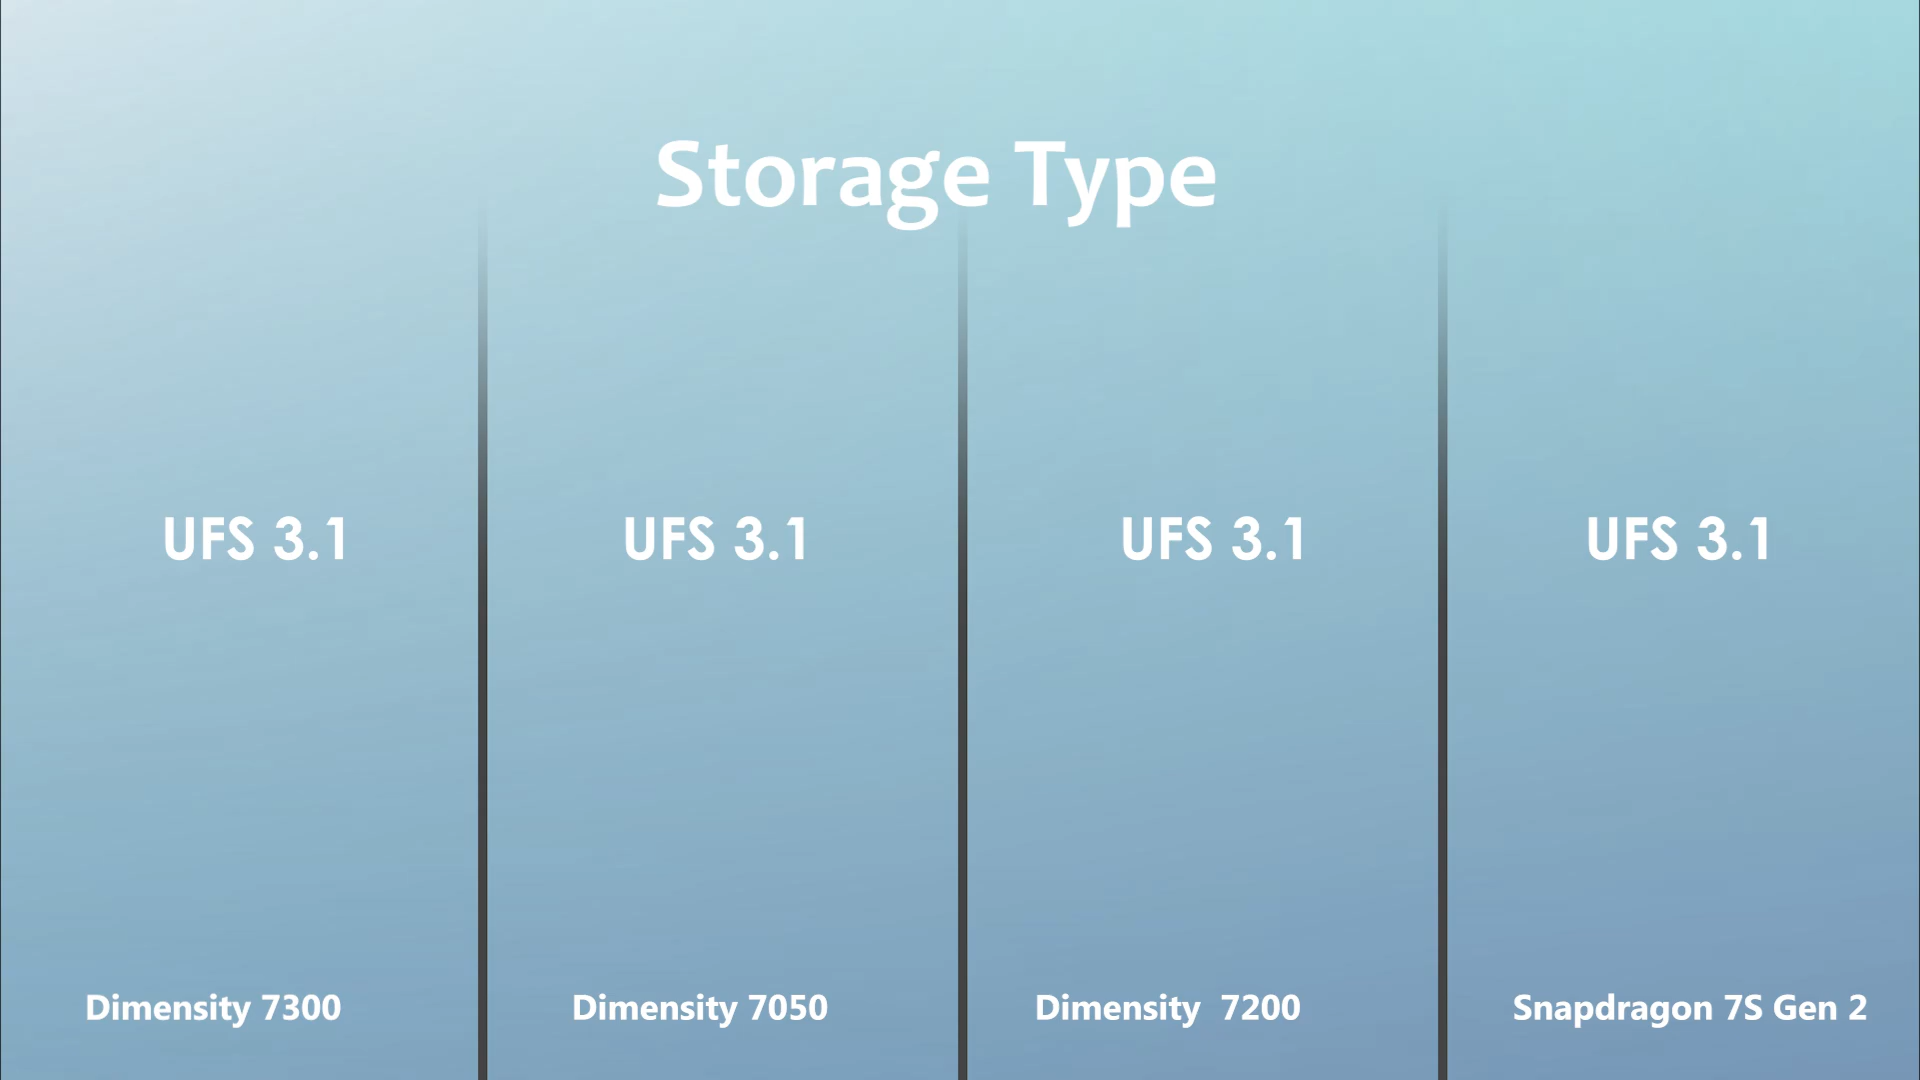 Storage Type
UFS 3.1
UFS 3.1
UFS 3.1
UFS 3.1
Dimensity 7300
Dimensity 7050
Dimensity  7200
Snapdragon 7S Gen 2